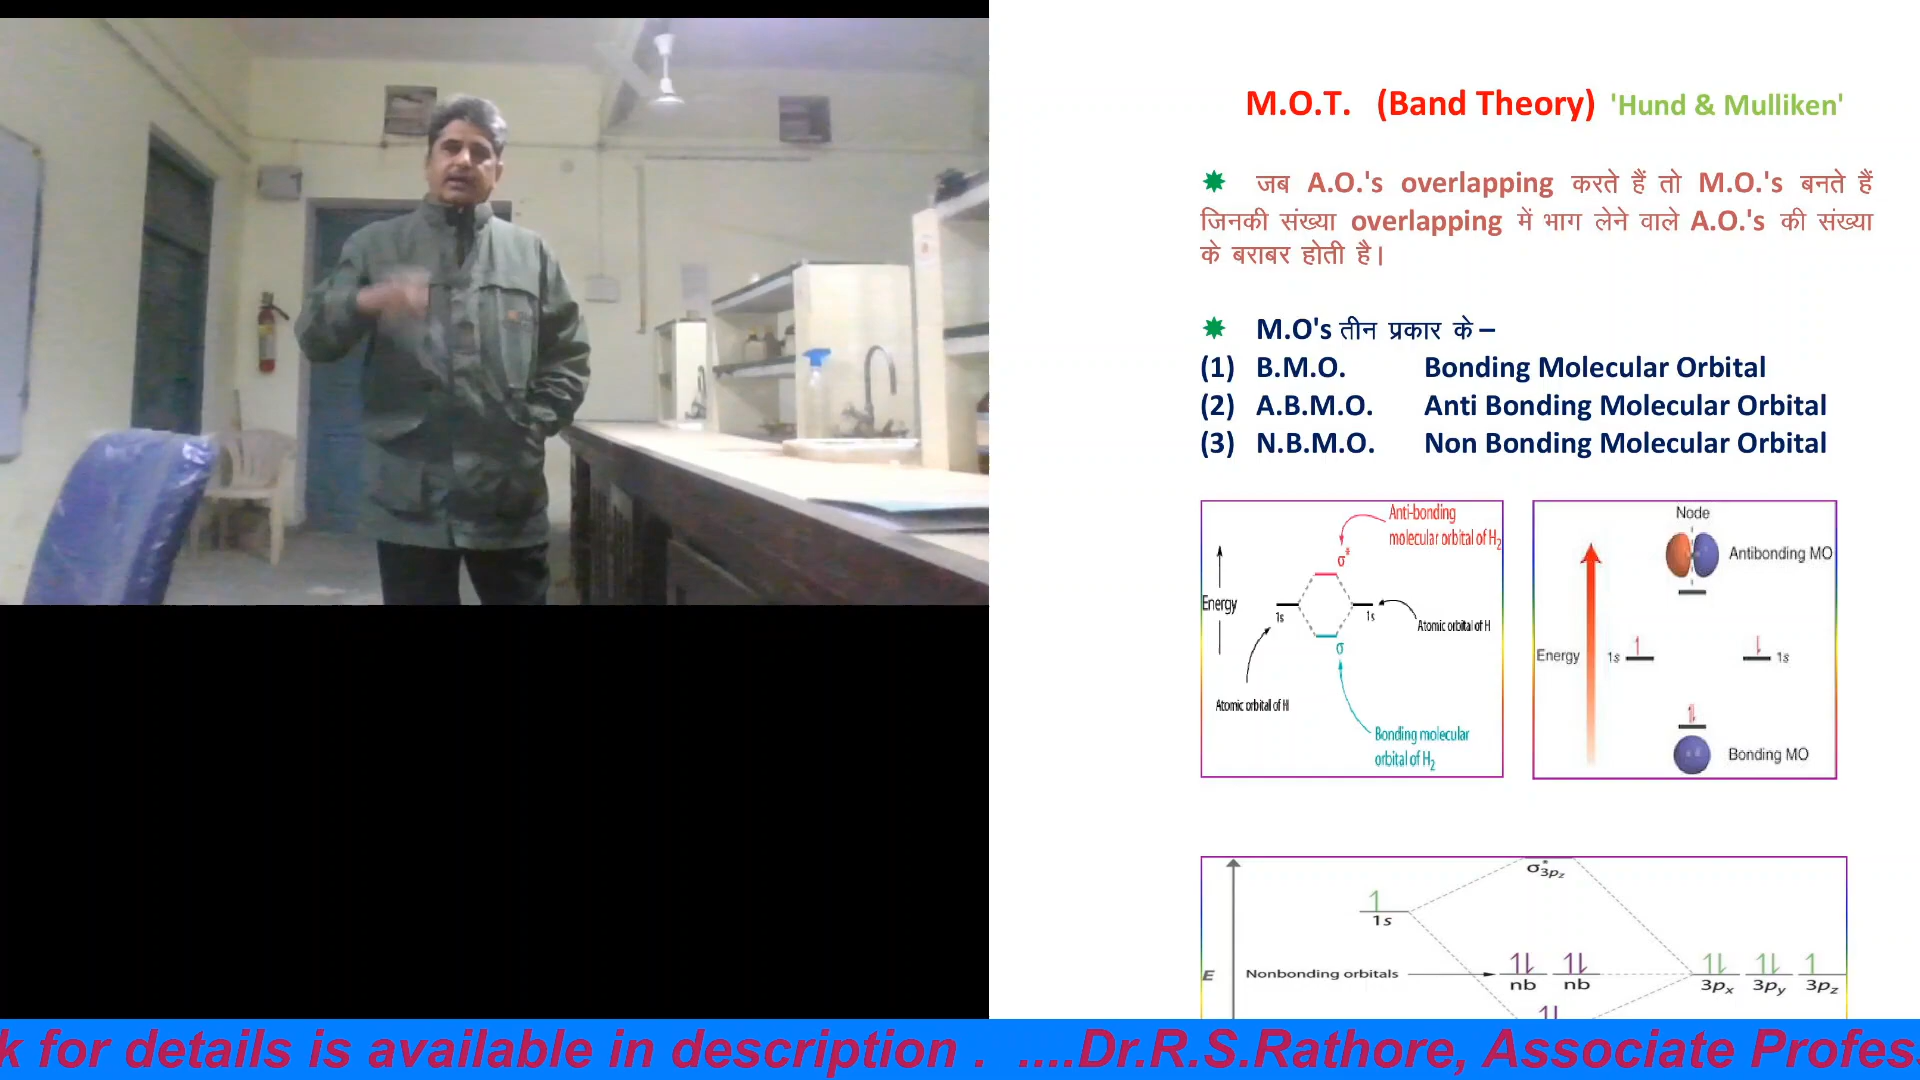 M.O.T. (Band Theory) 'Hund & Mulliken'
जब A.O.'s overlapping करते हैं तो M.O.'s बनते हैं
जिनकी संख्या overlapping में भाग लेने वाले A.O.'s की संख्या
के बराबर होती है।
M.O's तीन प्रकार के –
(1) B.M.O. Bonding Molecular Orbital
(2) A.B.M.O. Anti Bonding Molecular Orbital
(3) N.B.M.O. Non Bonding Molecular Orbital
Anti-bonding
molecular orbital of H₂
σ*
Energy
1s
1s
Atomic orbital of H
σ
Atomic orbital of H
Bonding molecular
orbital of H₂
Node
Antibonding MO
Energy
1s
1s
Bonding MO
σ*3pz
1s
E
Nonbonding orbitals
nb nb
3px 3py 3pz
k for details is available in description . ....Dr.R.S.Rathore, Associate Profes